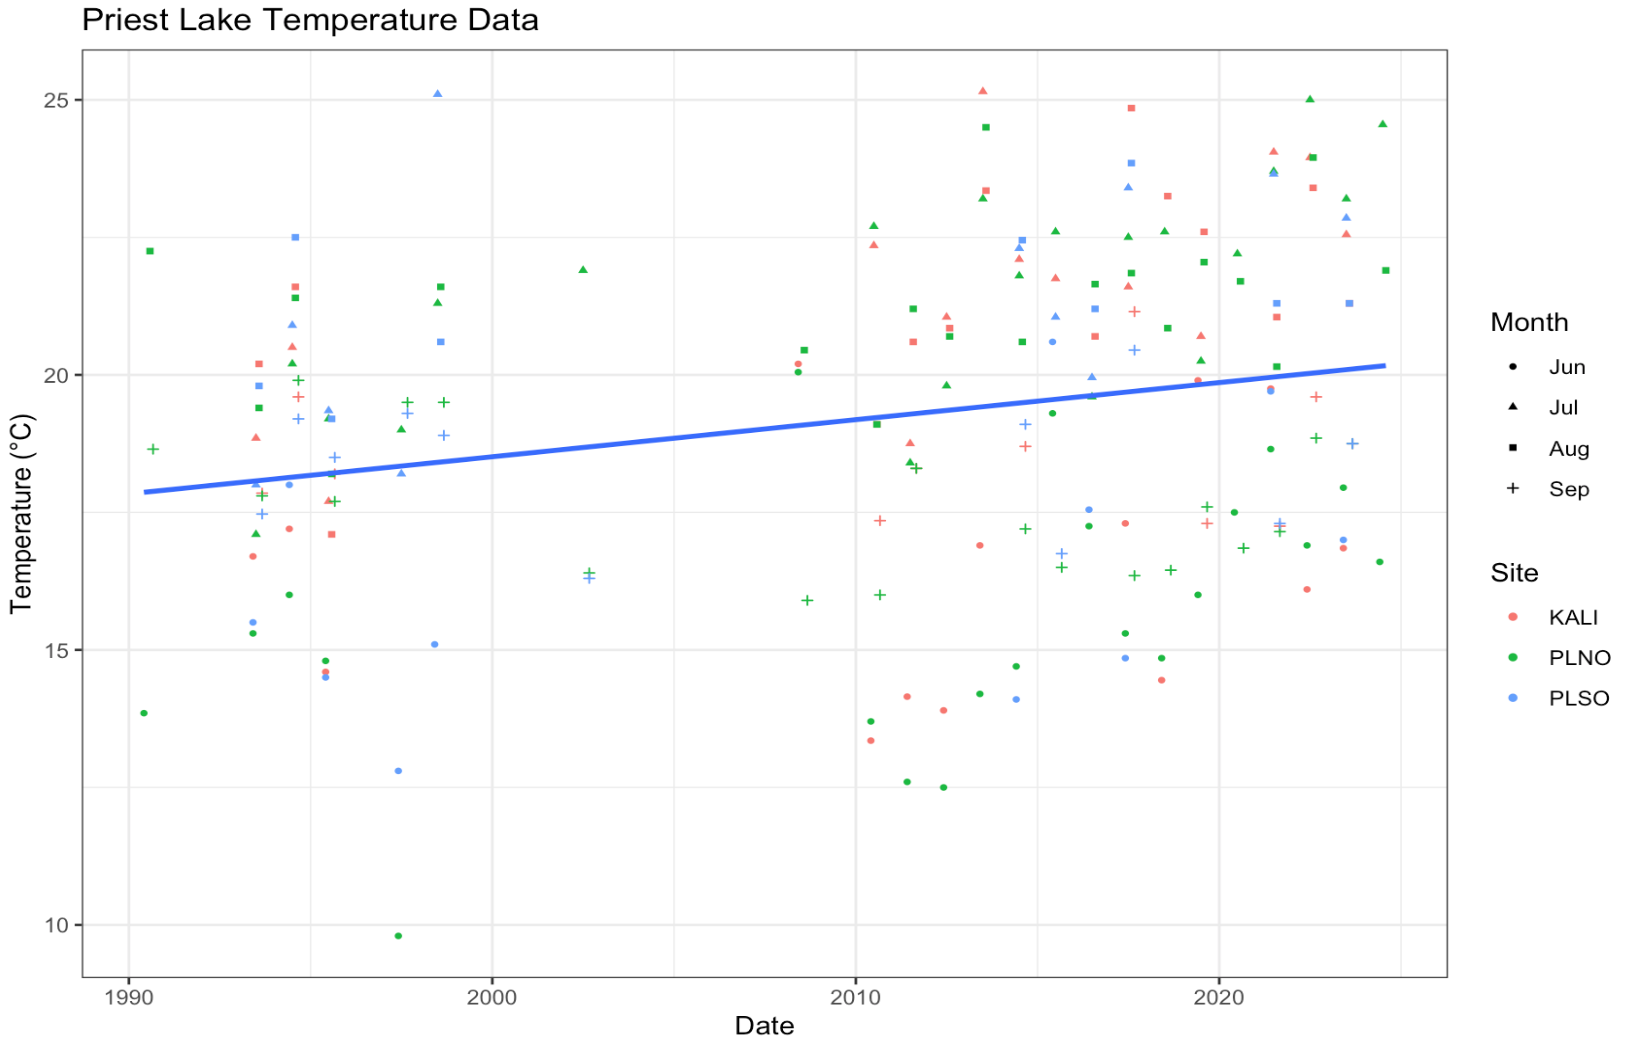 Priest Lake Temperature Data
25
20
15
10
Temperature (°C)
1990
2000
2010
2020
Date
Month
Jun
Jul
Aug
Sep
Site
KALI
PLNO
PLSO